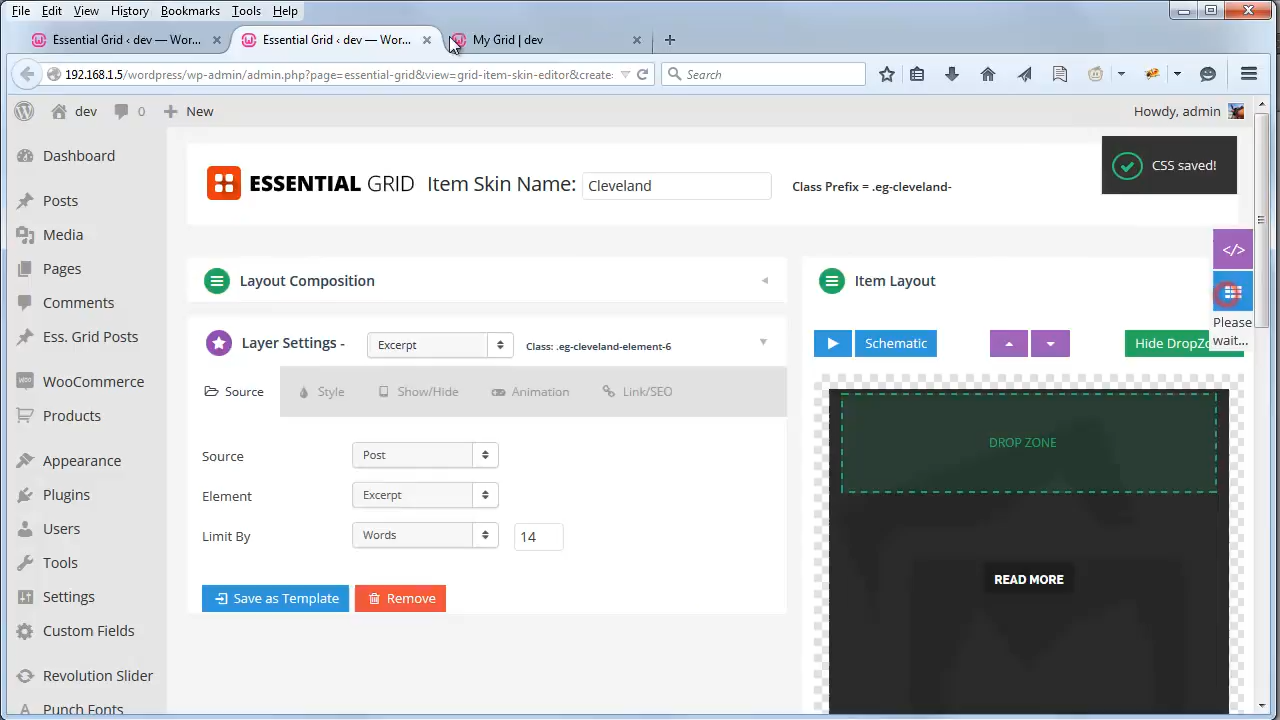 File Edit View History Bookmarks Tools Help
Essential Grid ‹ dev — Wor... Essential Grid ‹ dev — Wor... My Grid | dev
192.168.1.5/wordpress/wp-admin/admin.php?page=essential-grid&view=grid-item-skin-editor&create: Search
dev 0 New Howdy, admin
Dashboard
Posts
Media
Pages
Comments
Ess. Grid Posts
WooCommerce
Products
Appearance
Plugins
Users
Tools
Settings
Custom Fields
Revolution Slider
Punch Fonts
ESSENTIAL GRID Item Skin Name: Cleveland Class Prefix = .eg-cleveland-
CSS saved!
</>
Please
wait...
Layout Composition
Layer Settings - Excerpt Class: .eg-cleveland-element-6
Source Style Show/Hide Animation Link/SEO
Source Post
Element Excerpt
Limit By Words 14
Save as Template Remove
Item Layout
Schematic Hide DropZo
DROP ZONE
READ MORE